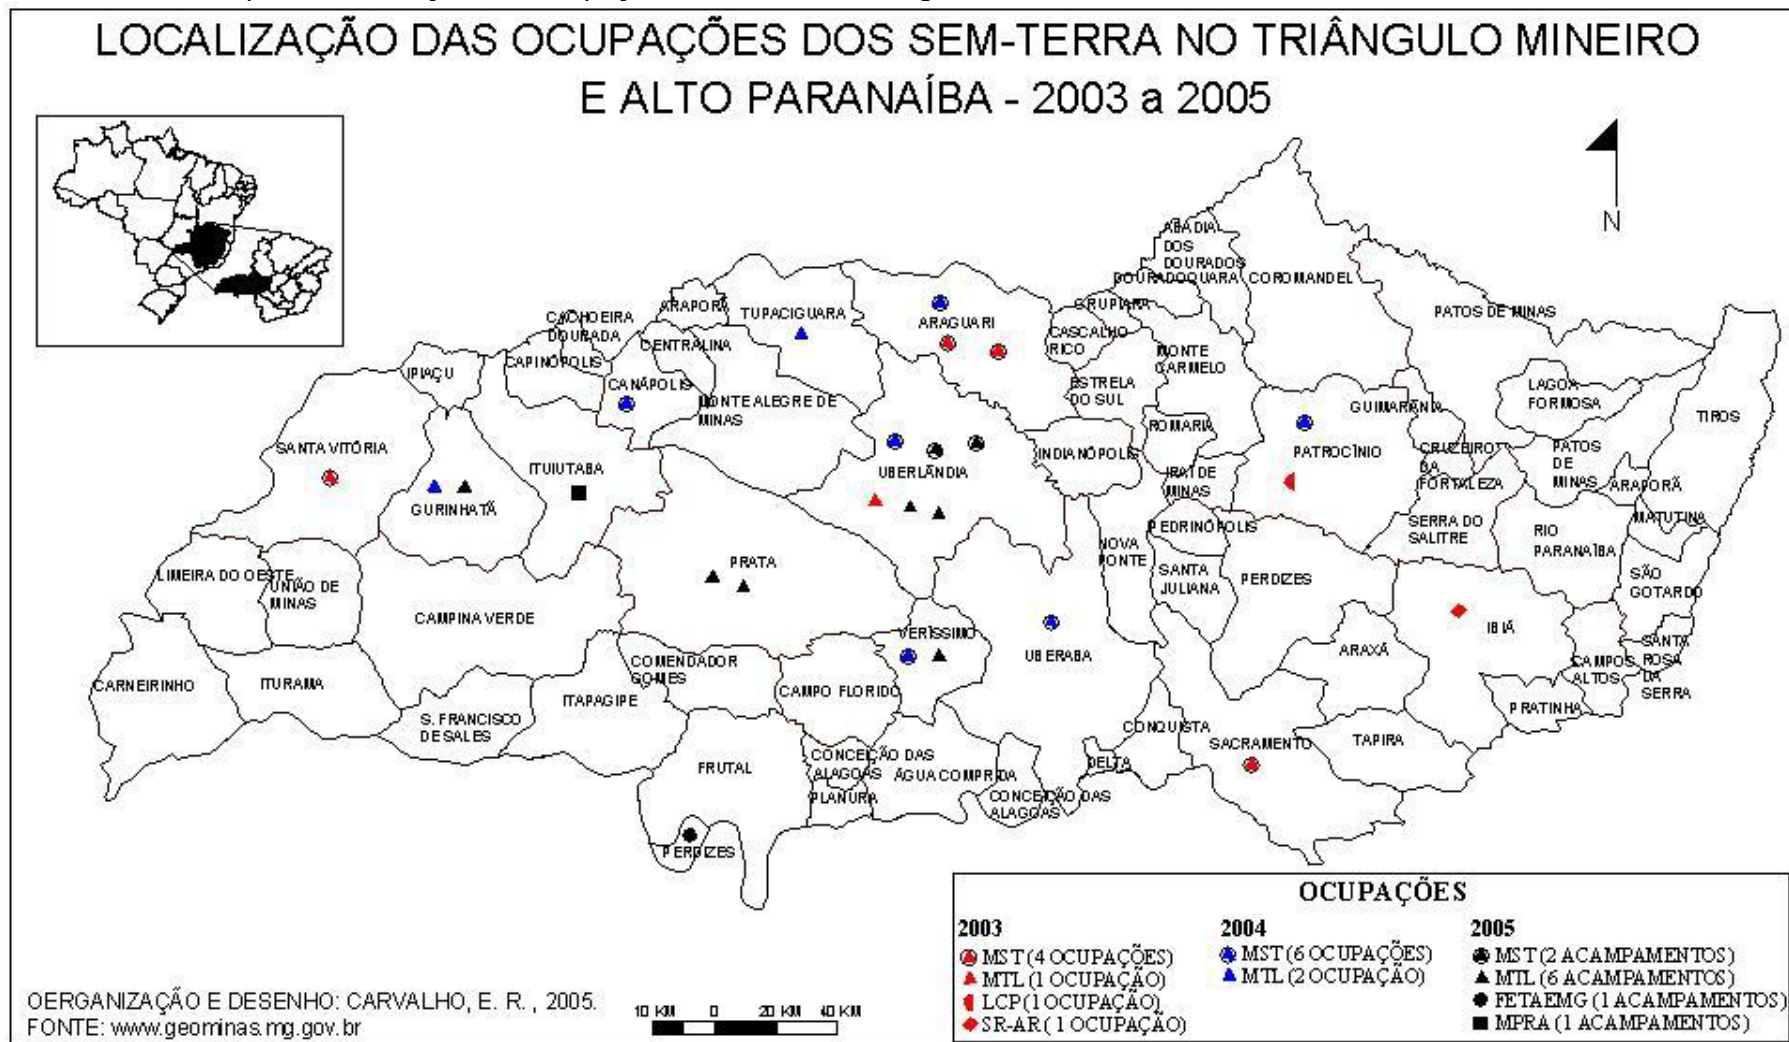 LOCALIZAÇÃO DAS OCUPAÇÕES DOS SEM-TERRA NO TRIÂNGULO MINEIRO
E ALTO PARANAÍBA - 2003 a 2005
N
ABADIA
DOS
DOURADOS
DOURADOQUARA
COROMANDEL
GRUPIARA
PATOS DE MINAS
ARAPORÃ
TUPACIGUARA
ARAGUARI
CASCALHO
RICO
CACHOEIRA
DOURADA
CENTRALINA
CAPINÓPOLIS
IPIAÇU
CANÁPOLIS
MONTE ALEGRE DE
MINAS
ESTRELA
DO SUL
MONTE
CARMELO
GUIMARÂNIA
LAGOA
FORMOSA
TIROS
SANTA VITÓRIA
ITUIUTABA
GURINHATÃ
UBERLÂNDIA
INDIANÓPOLIS
ROMARIA
IRAÍ DE
MINAS
PATROCÍNIO
CRUZEIRO
DA
FORTALEZA
PATOS
DE
MINAS
ARAPORÃ
MATUTINA
PEDRINÓPOLIS
SERRA DO
SALITRE
RIO
PARANAÍBA
NOVA
PONTE
SANTA
JULIANA
PERDIZES
SÃO
GOTARDO
PRATA
LIMEIRA DO OESTE
UNIÃO DE
MINAS
CAMPINA VERDE
VERÍSSIMO
UBERABA
ARAXÁ
IBIÁ
SANTA
ROSA
DA
SERRA
CAMPOS
ALTOS
PRATINHA
CARNEIRINHO
ITURAMA
S. FRANCISCO
DE SALES
ITAPAGIPE
COMENDADOR
GOMES
CAMPO FLORIDO
CONQUISTA
SACRAMENTO
TAPIRA
FRUTAL
CONCEIÇÃO DAS
ALAGOAS
ÁGUA COMPRIDA
DELTA
PLANURA
CONCEIÇÃO DAS
ALAGOAS
PERDIZES
OCUPAÇÕES
2003
MST (4 OCUPAÇÕES)
MTL (1 OCUPAÇÃO)
LCP (1 OCUPAÇÃO)
SR-AR ( 1 OCUPAÇÃO)
2004
MST (6 OCUPAÇÕES)
MTL (2 OCUPAÇÃO)
2005
MST (2 ACAMPAMENTOS)
MTL (6 ACAMPAMENTOS)
FETAEMG (1 ACAMPAMENTOS)
MPRA (1 ACAMPAMENTOS)
OERGANIZAÇÃO E DESENHO: CARVALHO, E. R. , 2005.
FONTE: www.geominas.mg.gov.br
10 KM 0 20 KM 40 KM